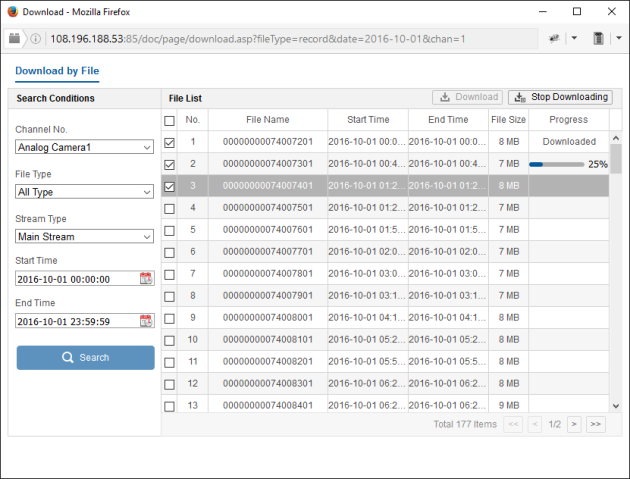 Download - Mozilla Firefox
108.196.188.53:85/doc/page/download.asp?fileType=record&date=2016-10-01&chan=1
Download by File
Search Conditions
Channel No.
Analog Camera1
File Type
All Type
Stream Type
Main Stream
Start Time
2016-10-01 00:00:00
End Time
2016-10-01 23:59:59
Search
File List Download Stop Downloading
No. File Name Start Time End Time File Size Progress
1 00000000074007201 2016-10-01 00:0... 2016-10-01 00:4... 8 MB Downloaded
2 00000000074007301 2016-10-01 00:4... 2016-10-01 00:4... 7 MB 25%
3 00000000074007401 2016-10-01 01:2... 2016-10-01 01:2... 8 MB
4 00000000074007501 2016-10-01 01:2... 2016-10-01 01:2... 7 MB
5 00000000074007601 2016-10-01 01:5... 2016-10-01 01:5... 7 MB
6 00000000074007701 2016-10-01 02:0... 2016-10-01 02:0... 7 MB
7 00000000074007801 2016-10-01 03:0... 2016-10-01 03:0... 7 MB
8 00000000074007901 2016-10-01 03:1... 2016-10-01 03:1... 7 MB
9 00000000074008001 2016-10-01 04:1... 2016-10-01 04:1... 8 MB
10 00000000074008101 2016-10-01 05:2... 2016-10-01 05:2... 8 MB
11 00000000074008201 2016-10-01 05:5... 2016-10-01 05:5... 8 MB
12 00000000074008301 2016-10-01 06:2... 2016-10-01 06:2... 8 MB
13 00000000074008401 2016-10-01 06:2... 2016-10-01 06:2... 9 MB
Total 177 Items << < 1/2 > >>